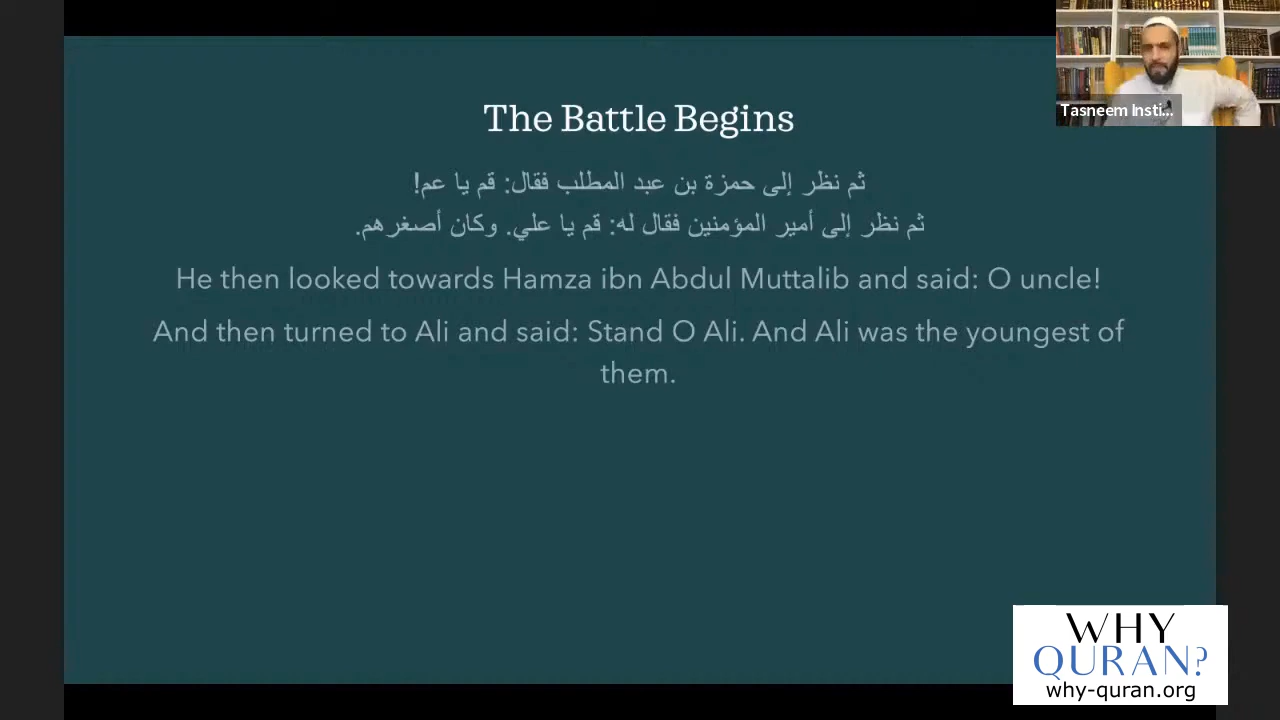 The Battle Begins
ثم نظر إلى حمزة بن عبد المطلب فقال: قم يا عم!
ثم نظر إلى أمير المؤمنين فقال له: قم يا علي. وكان أصغرهم.
He then looked towards Hamza ibn Abdul Muttalib and said: O uncle!
And then turned to Ali and said: Stand O Ali. And Ali was the youngest of
them.
Tasneem Insti...
WHY
QURAN?
why-quran.org